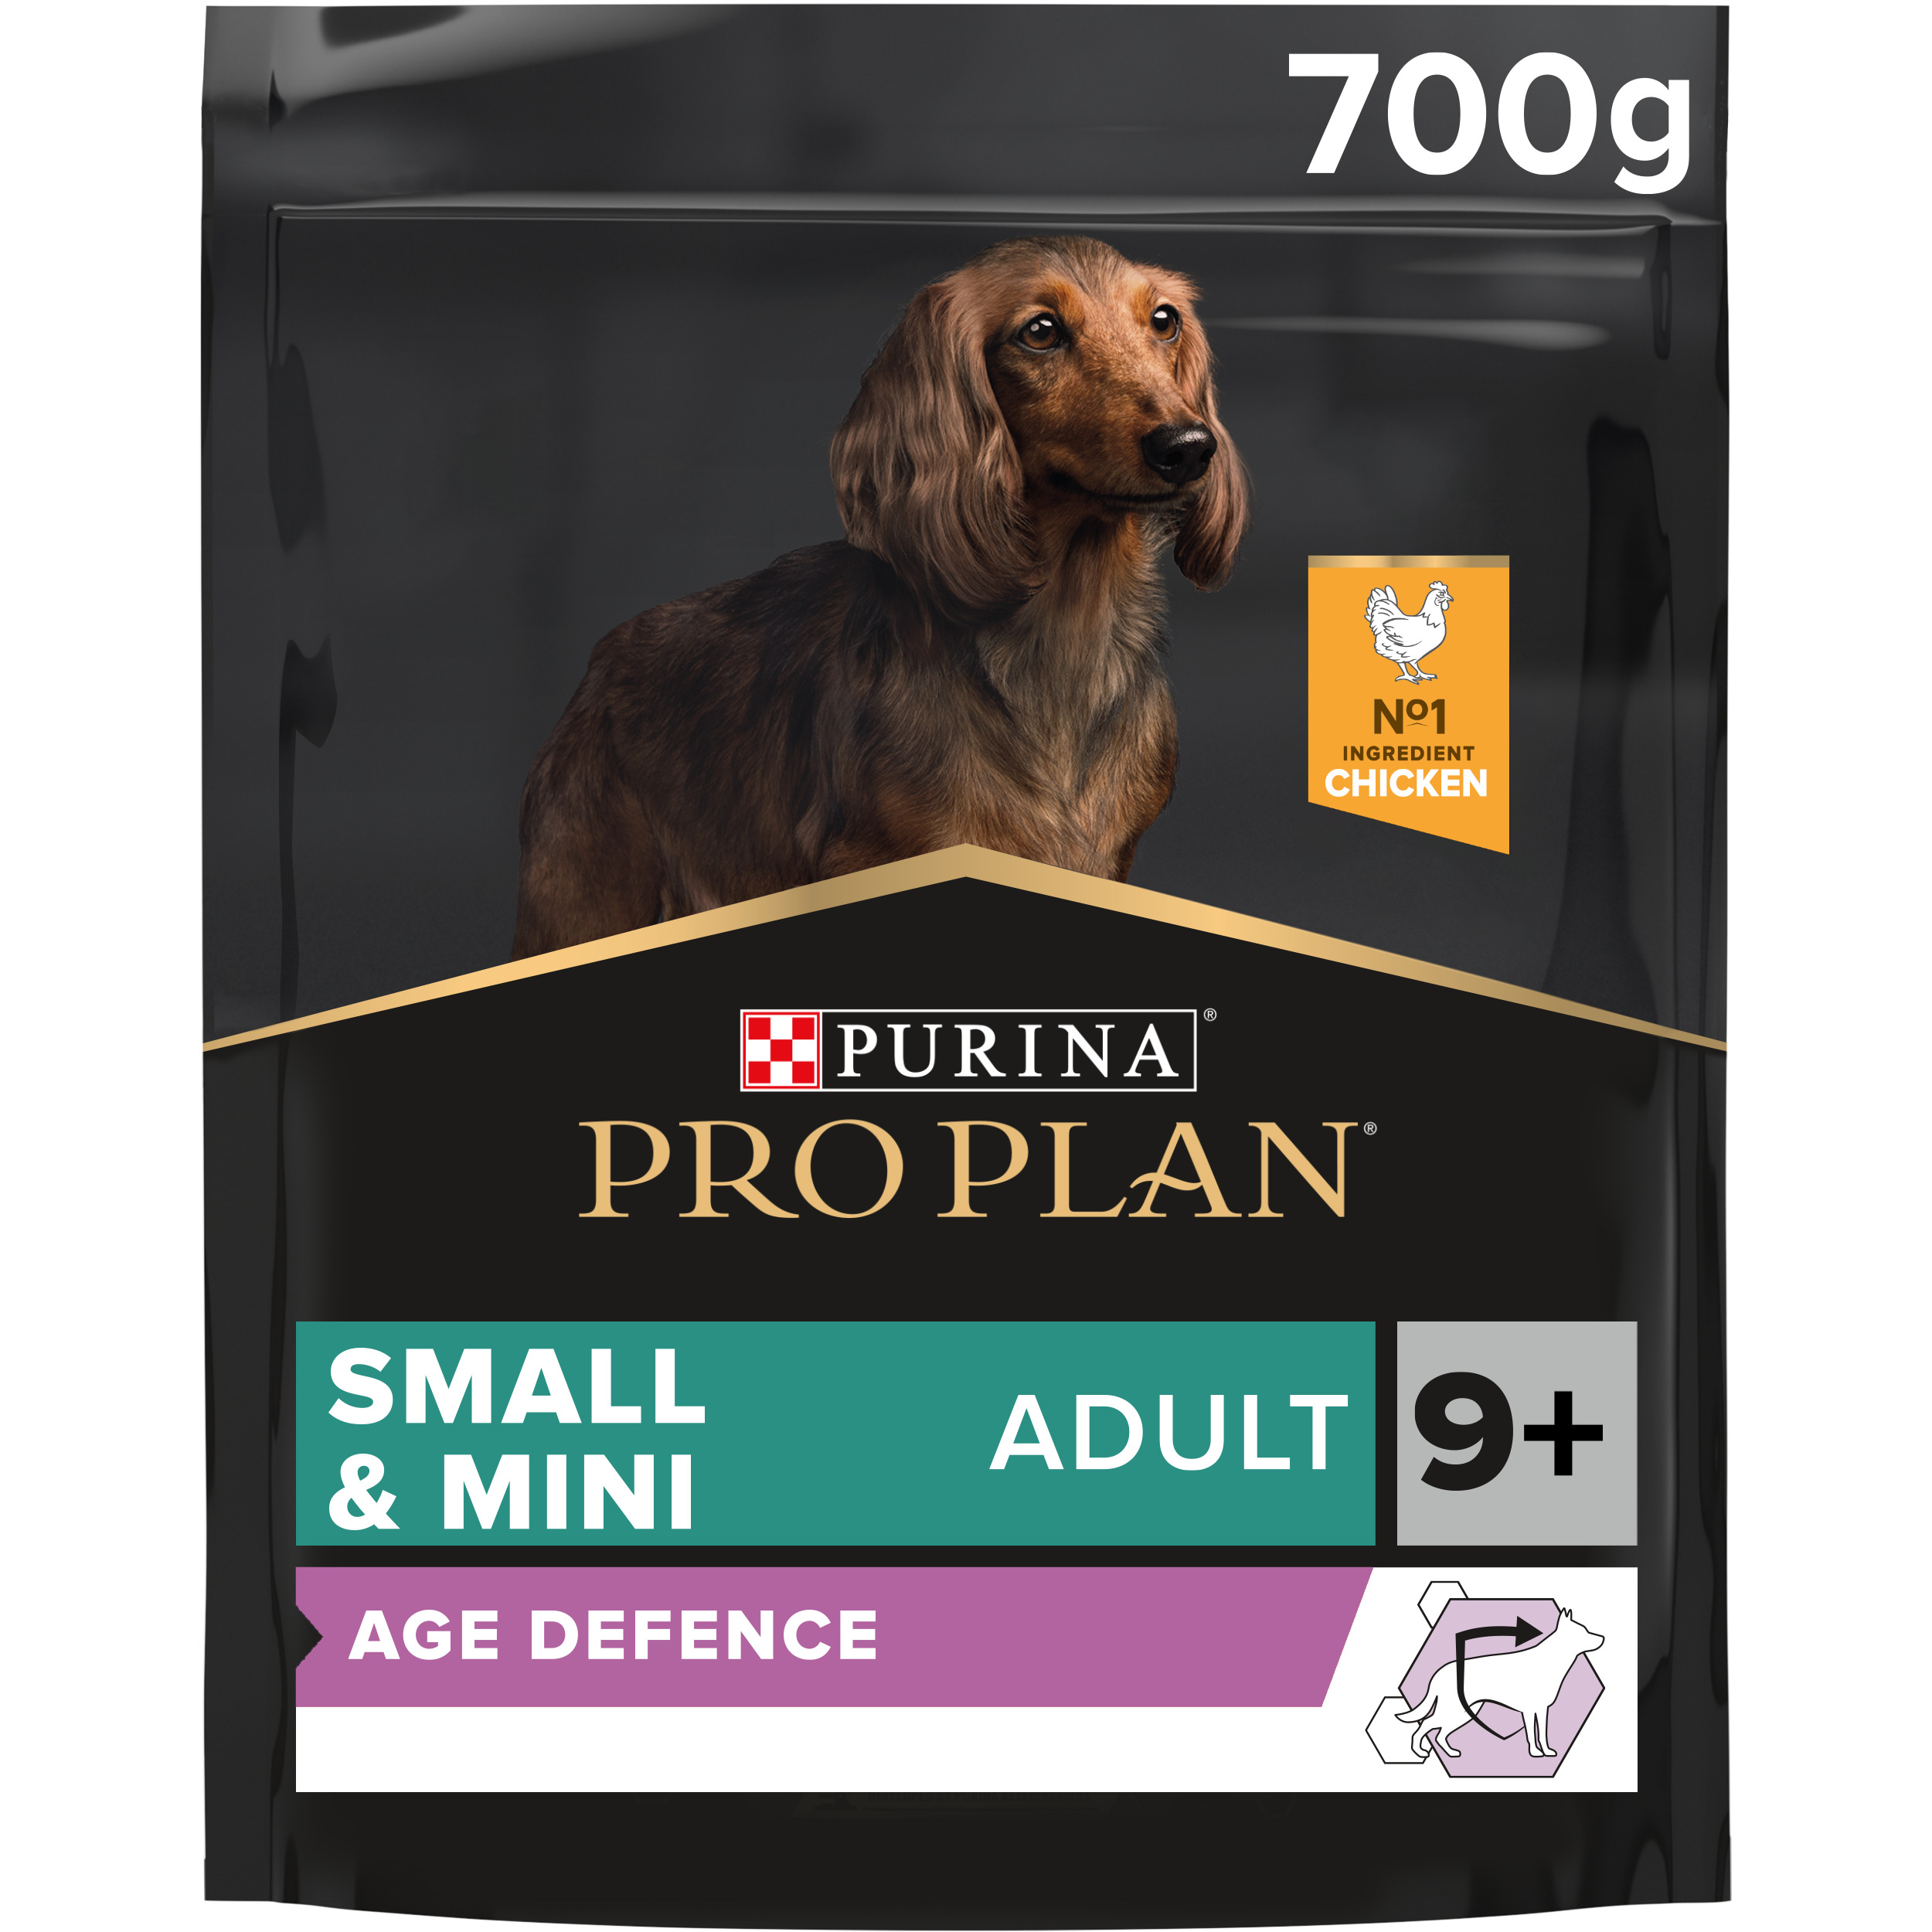 700g
Nº1
INGREDIENT
CHICKEN
PURINA®
PRO PLAN®
SMALL
& MINI
ADULT
9+
AGE DEFENCE